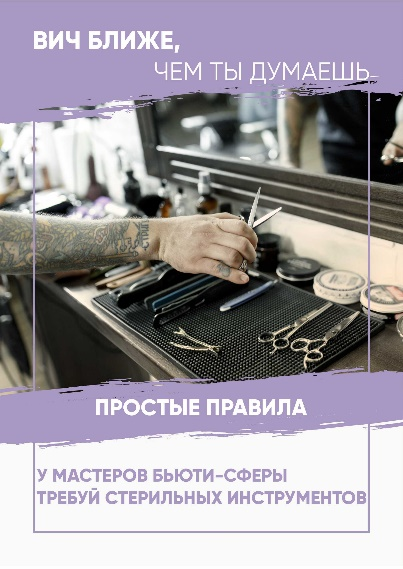 ВИЧ БЛИЖЕ,
ЧЕМ ТЫ ДУМАЕШЬ
ПРОСТЫЕ ПРАВИЛА
У МАСТЕРОВ БЬЮТИ-СФЕРЫ
ТРЕБУЙ СТЕРИЛЬНЫХ ИНСТРУМЕНТОВ